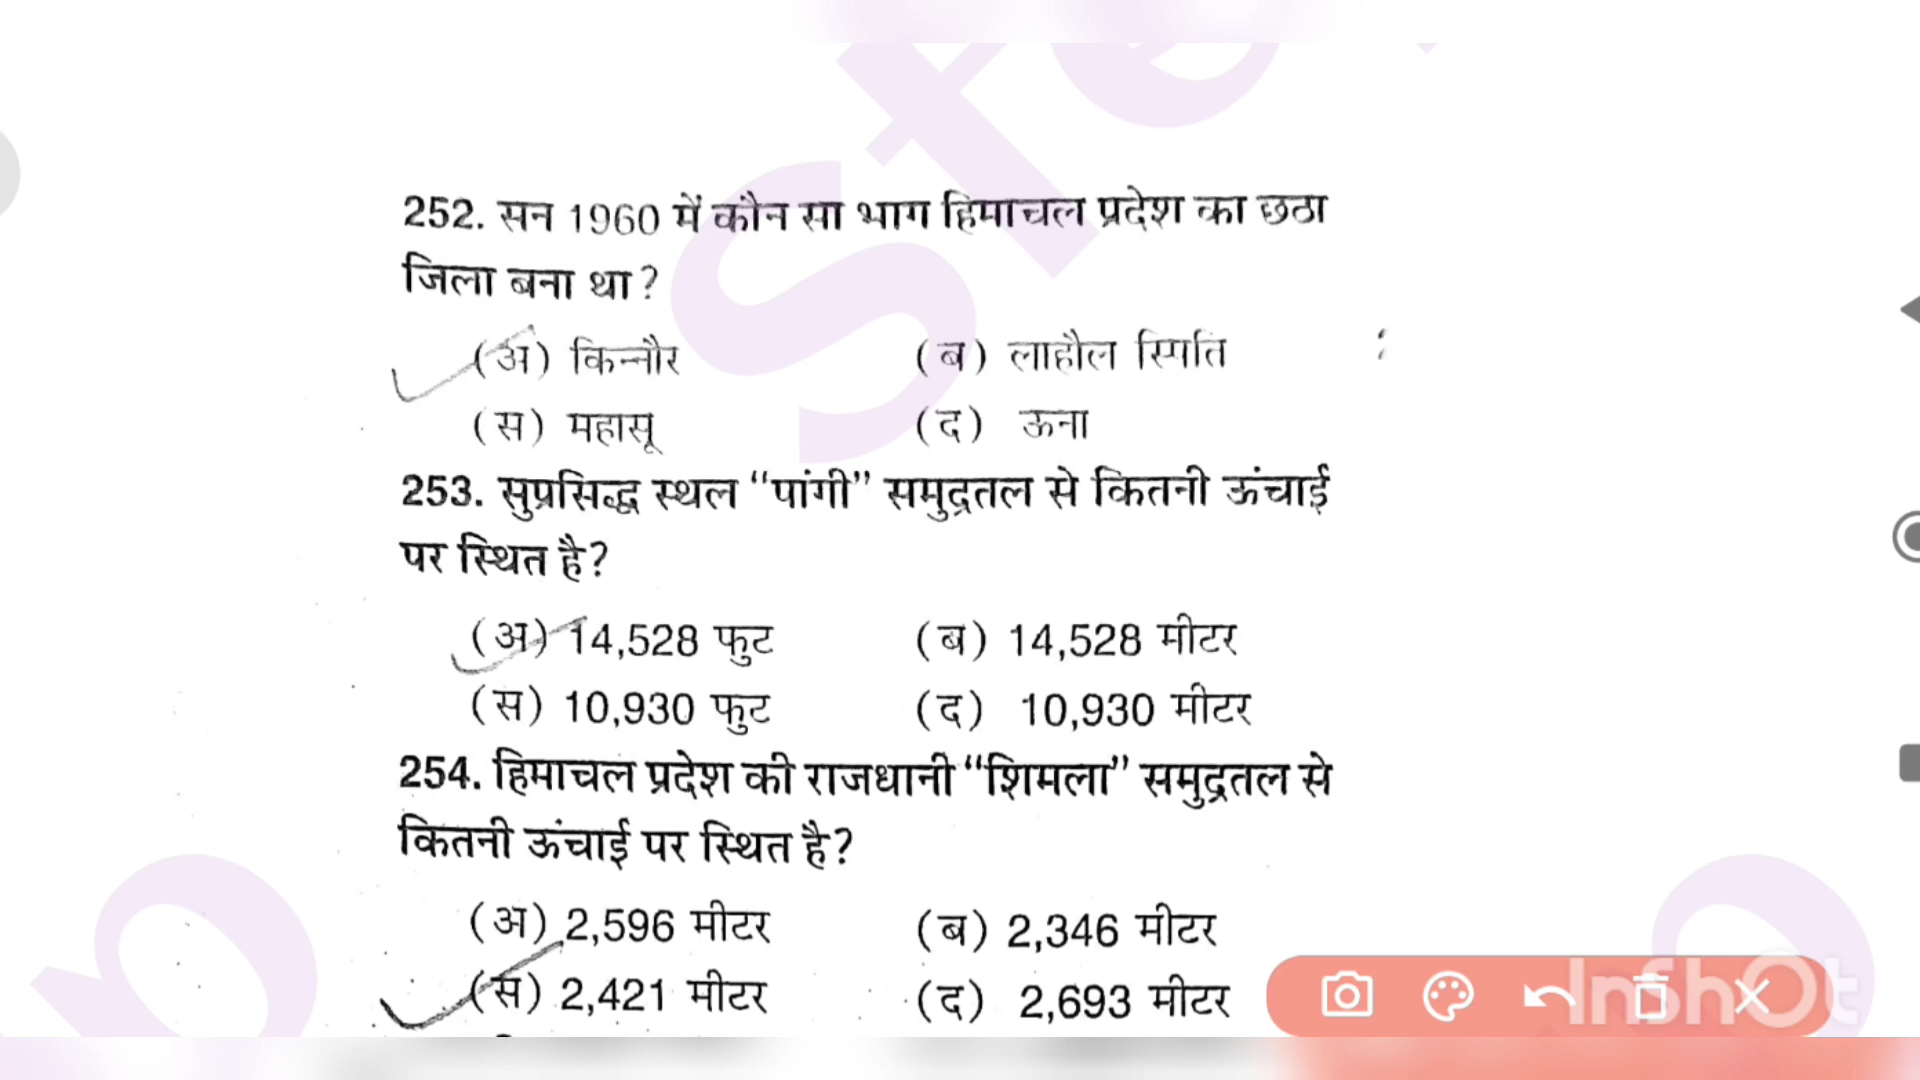 252. सन 1960 में कौन सा भाग हिमाचल प्रदेश का छठा
जिला बना था?
(अ) किन्नौर (ब) लाहौल स्पिति
(स) महासू (द) ऊना
253. सुप्रसिद्ध स्थल “पांगी” समुद्रतल से कितनी ऊंचाई
पर स्थित है?
(अ) 14,528 फुट (ब) 14,528 मीटर
(स) 10,930 फुट (द) 10,930 मीटर
254. हिमाचल प्रदेश की राजधानी “शिमला” समुद्रतल से
कितनी ऊंचाई पर स्थित है?
(अ) 2,596 मीटर (ब) 2,346 मीटर
(स) 2,421 मीटर (द) 2,693 मीटर
InShOt